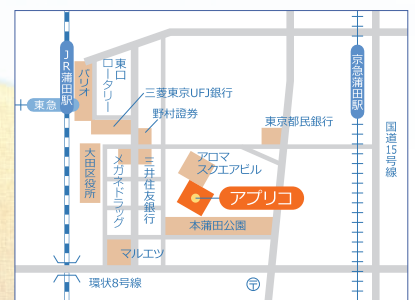 JR蒲田駅
東急
パリオ
東口
ロータリー
三菱東京UFJ銀行
野村證券
東京都民銀行
京急蒲田駅
国道15号線
大田区役所
メガネドラッグ
三井住友銀行
アロマ
スクエアビル
アプリコ
本蒲田公園
マルエツ
環状8号線
〒